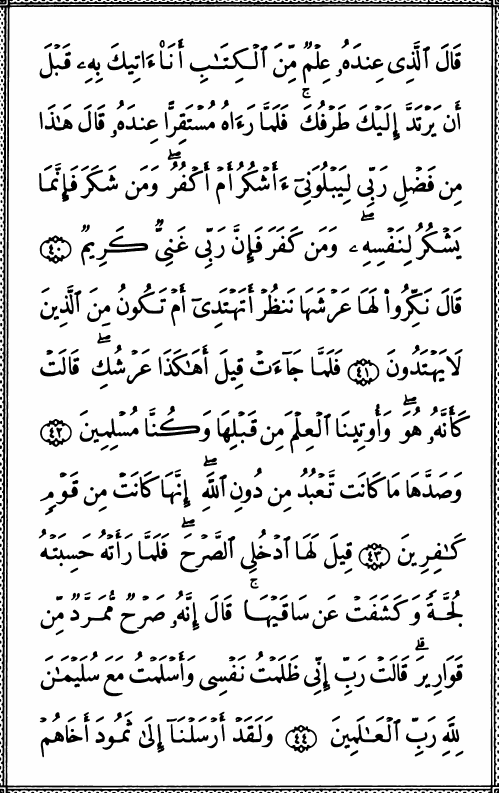 قَالَ ٱلَّذِى عِندَهُۥ عِلْمٌ مِّنَ ٱلْكِتَٰبِ أَنَا۠ ءَاتِيكَ بِهِۦ قَبْلَ
أَن يَرْتَدَّ إِلَيْكَ طَرْفُكَ ۚ فَلَمَّا رَءَاهُ مُسْتَقِرًّا عِندَهُۥ قَالَ هَٰذَا
مِن فَضْلِ رَبِّى لِيَبْلُوَنِىٓ ءَأَشْكُرُ أَمْ أَكْفُرُ ۖ وَمَن شَكَرَ فَإِنَّمَا
يَشْكُرُ لِنَفْسِهِۦ ۖ وَمَن كَفَرَ فَإِنَّ رَبِّى غَنِىٌّ كَرِيمٌ ٤٠
قَالَ نَكِّرُوا۟ لَهَا عَرْشَهَا نَنظُرْ أَتَهْتَدِىٓ أَمْ تَكُونُ مِنَ ٱلَّذِينَ
لَا يَهْتَدُونَ ٤١ فَلَمَّا جَآءَتْ قِيلَ أَهَٰكَذَا عَرْشُكِ ۖ قَالَتْ
كَأَنَّهُۥ هُوَ ۚ وَأُوتِينَا ٱلْعِلْمَ مِن قَبْلِهَا وَكُنَّا مُسْلِمِينَ ٤٢
وَصَدَّهَا مَا كَانَت تَّعْبُدُ مِن دُونِ ٱللَّهِ ۖ إِنَّهَا كَانَتْ مِن قَوْمٍ
كَٰفِرِينَ ٤٣ قِيلَ لَهَا ٱدْخُلِى ٱلصَّرْحَ ۖ فَلَمَّا رَأَتْهُ حَسِبَتْهُ
لُجَّةً وَكَشَفَتْ عَن سَاقَيْهَا ۚ قَالَ إِنَّهُۥ صَرْحٌ مُّمَرَّدٌ مِّن
قَوَارِيرَ ۗ قَالَتْ رَبِّ إِنِّى ظَلَمْتُ نَفْسِى وَأَسْلَمْتُ مَعَ سُلَيْمَٰنَ
لِلَّهِ رَبِّ ٱلْعَٰلَمِينَ ٤٤ وَلَقَدْ أَرْسَلْنَآ إِلَىٰ ثَمُودَ أَخَاهُمْ